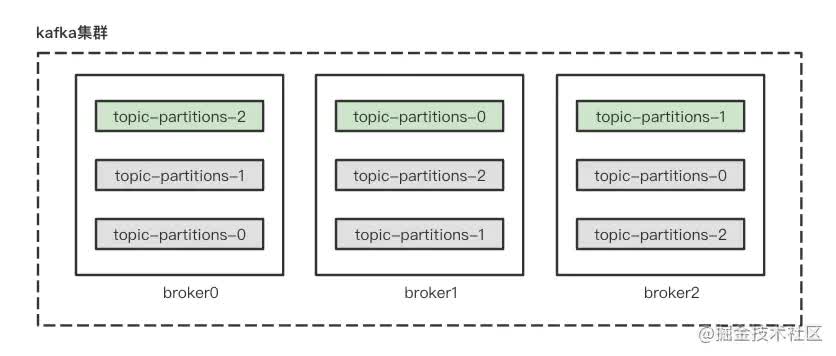 kafka集群
topic-partitions-2
topic-partitions-0
topic-partitions-1
topic-partitions-1
topic-partitions-2
topic-partitions-0
topic-partitions-0
topic-partitions-1
topic-partitions-2
broker0
broker1
broker2
@掘金技术社区